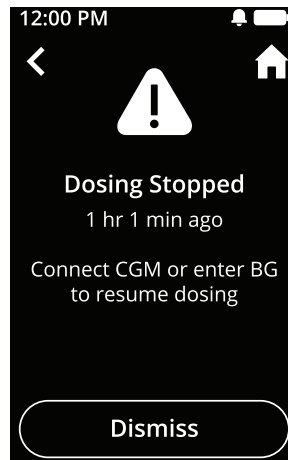 12:00 PM
Dosing Stopped
1 hr 1 min ago
Connect CGM or enter BG
to resume dosing
Dismiss